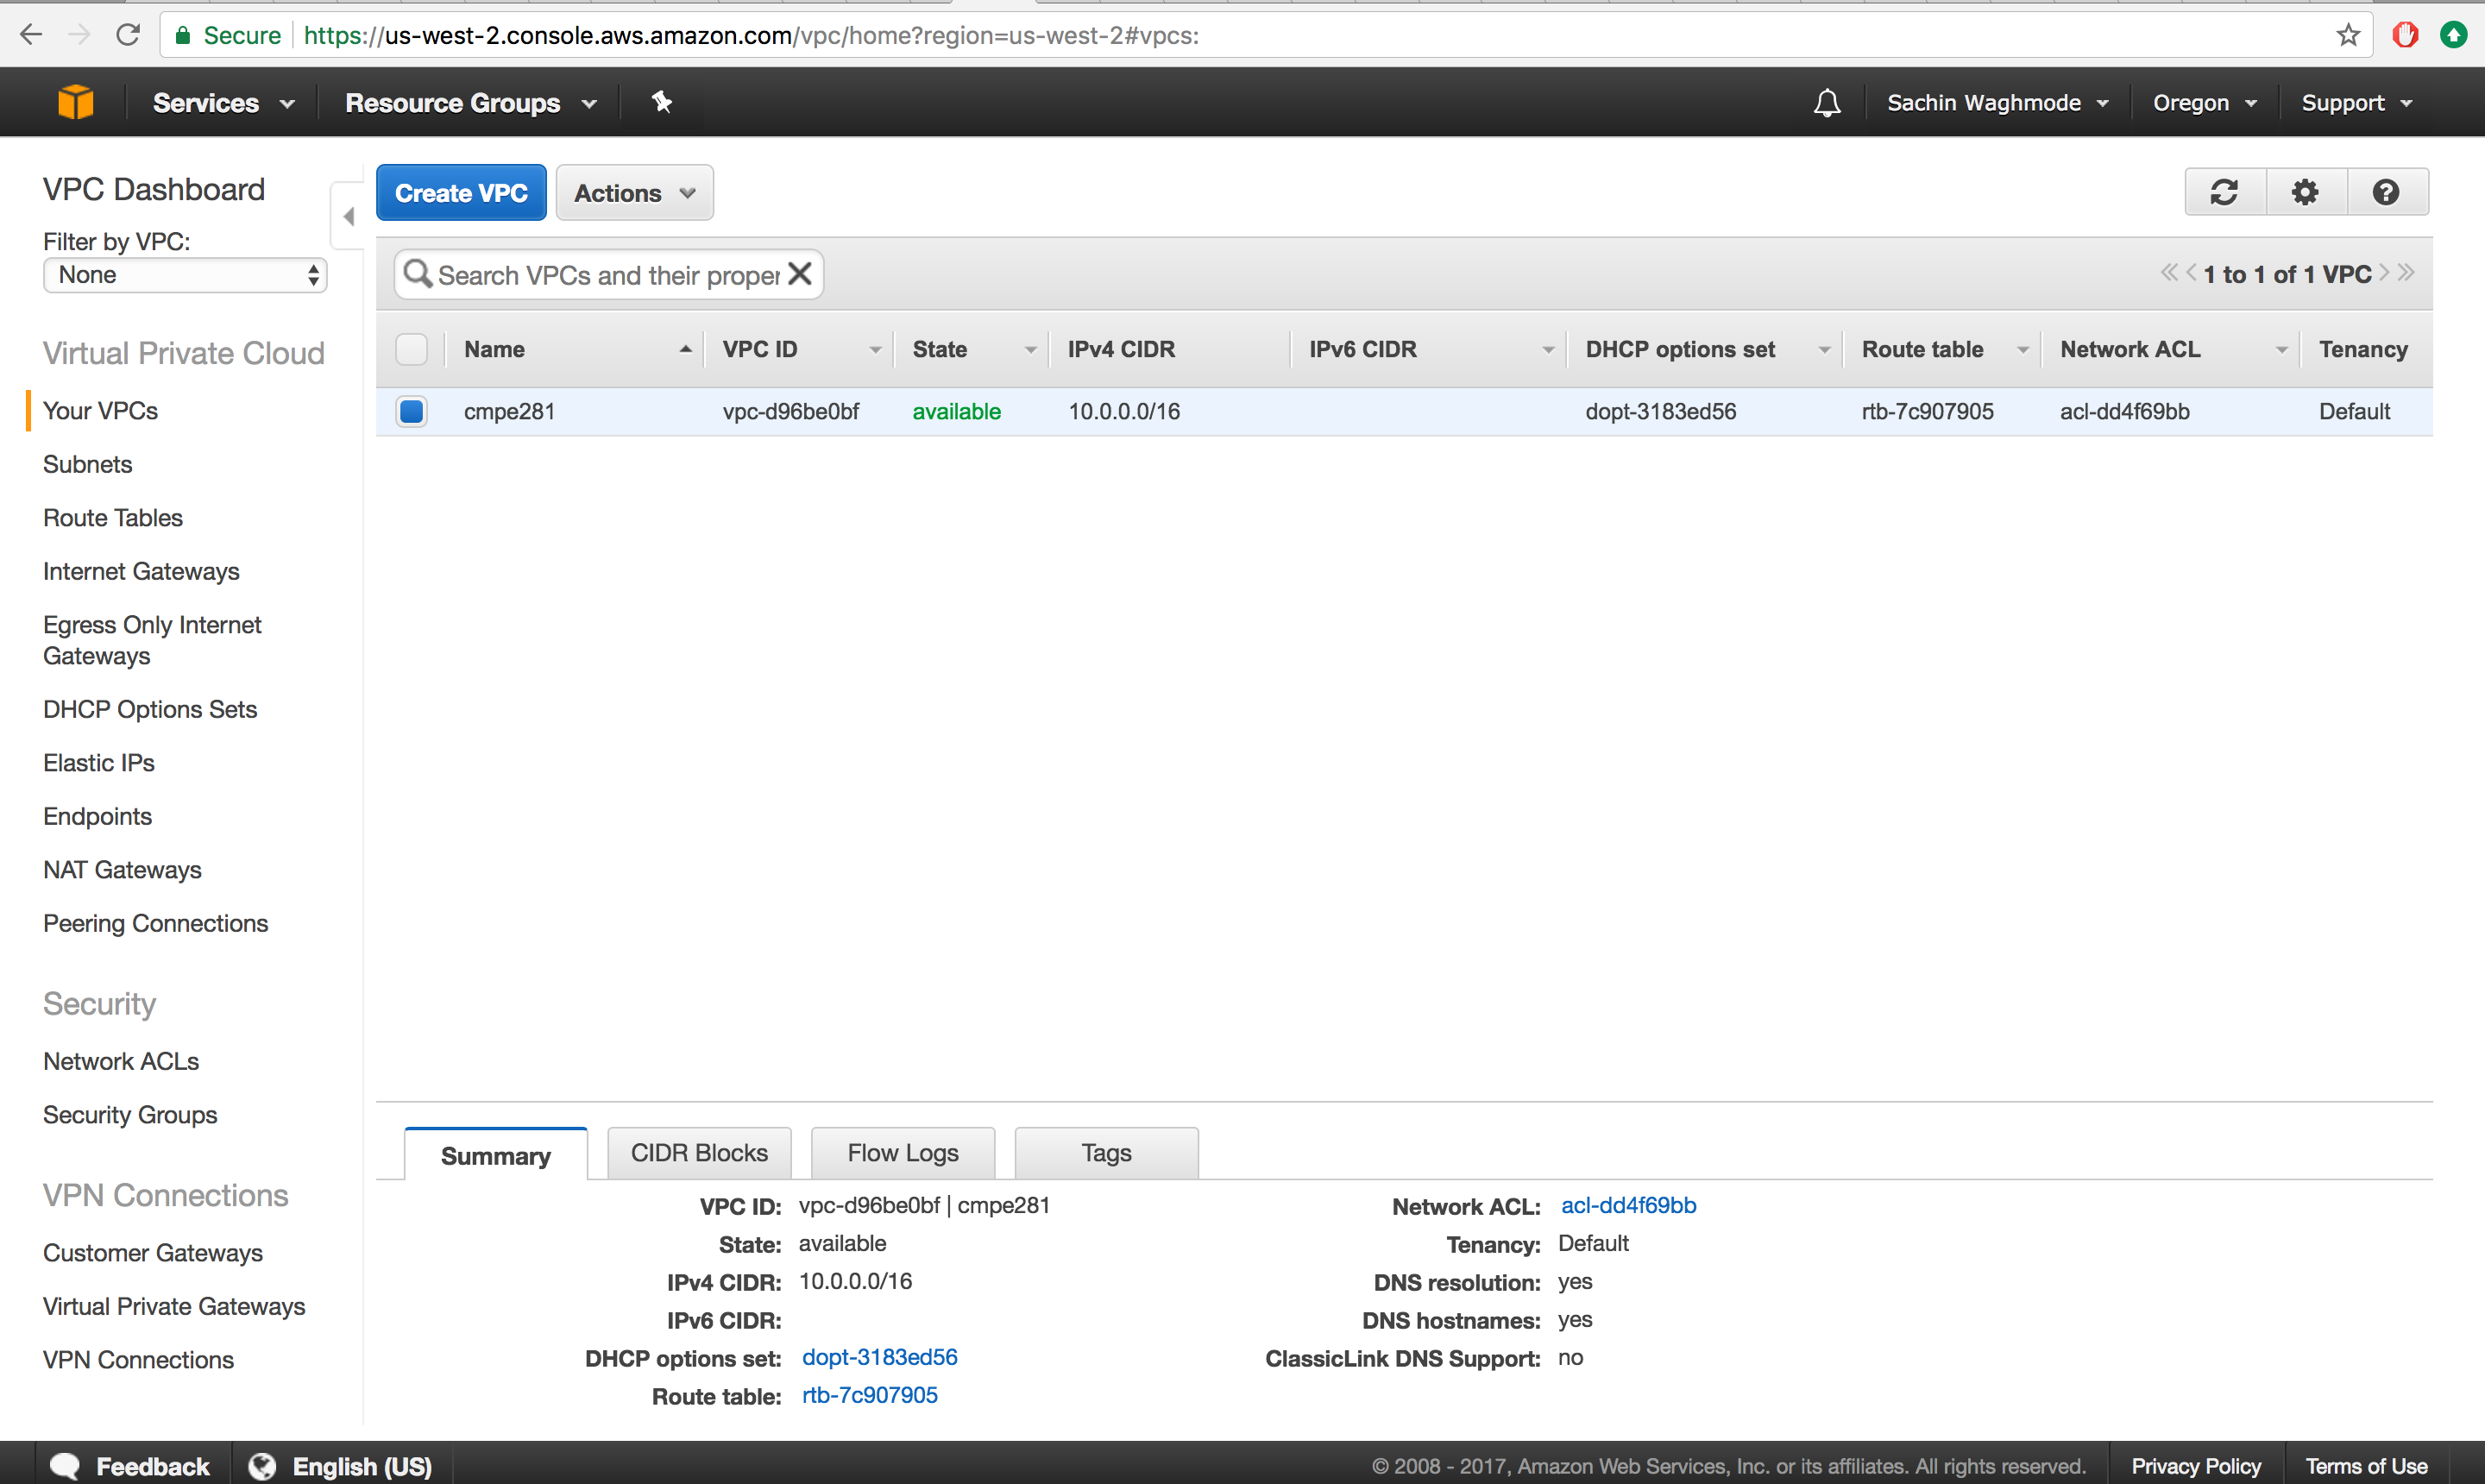 Secure https://us-west-2.console.aws.amazon.com/vpc/home?region=us-west-2#vpcs:
Services Resource Groups Sachin Waghmode Oregon Support
VPC Dashboard
Filter by VPC:
None
Virtual Private Cloud
Your VPCs
Subnets
Route Tables
Internet Gateways
Egress Only Internet
Gateways
DHCP Options Sets
Elastic IPs
Endpoints
NAT Gateways
Peering Connections
Security
Network ACLs
Security Groups
VPN Connections
Customer Gateways
Virtual Private Gateways
VPN Connections
Create VPC Actions
Search VPCs and their proper 1 to 1 of 1 VPC
Name VPC ID State IPv4 CIDR IPv6 CIDR DHCP options set Route table Network ACL Tenancy
cmpe281 vpc-d96be0bf available 10.0.0.0/16 dopt-3183ed56 rtb-7c907905 acl-dd4f69bb Default
Summary CIDR Blocks Flow Logs Tags
VPC ID: vpc-d96be0bf | cmpe281
State: available
IPv4 CIDR: 10.0.0.0/16
IPv6 CIDR:
DHCP options set: dopt-3183ed56
Route table: rtb-7c907905
Network ACL: acl-dd4f69bb
Tenancy: Default
DNS resolution: yes
DNS hostnames: yes
ClassicLink DNS Support: no
Feedback English (US) © 2008 - 2017, Amazon Web Services, Inc. or its affiliates. All rights reserved. Privacy Policy Terms of Use